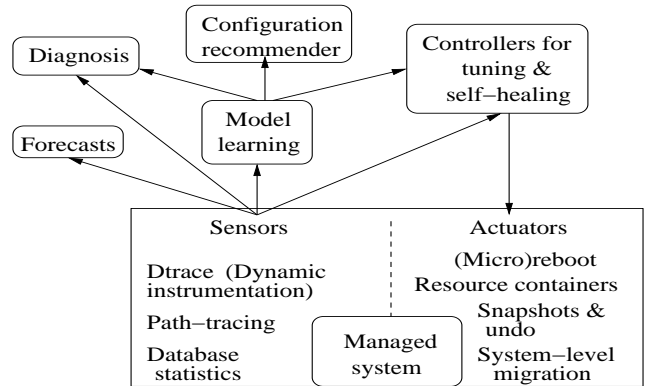 Configuration
recommender
Diagnosis
Controllers for
tuning &
self−healing
Model
learning
Forecasts
Sensors
Actuators
Dtrace (Dynamic
instrumentation)
Path−tracing
Database
statistics
(Micro)reboot
Resource containers
Snapshots &
undo
System−level
migration
Managed
system